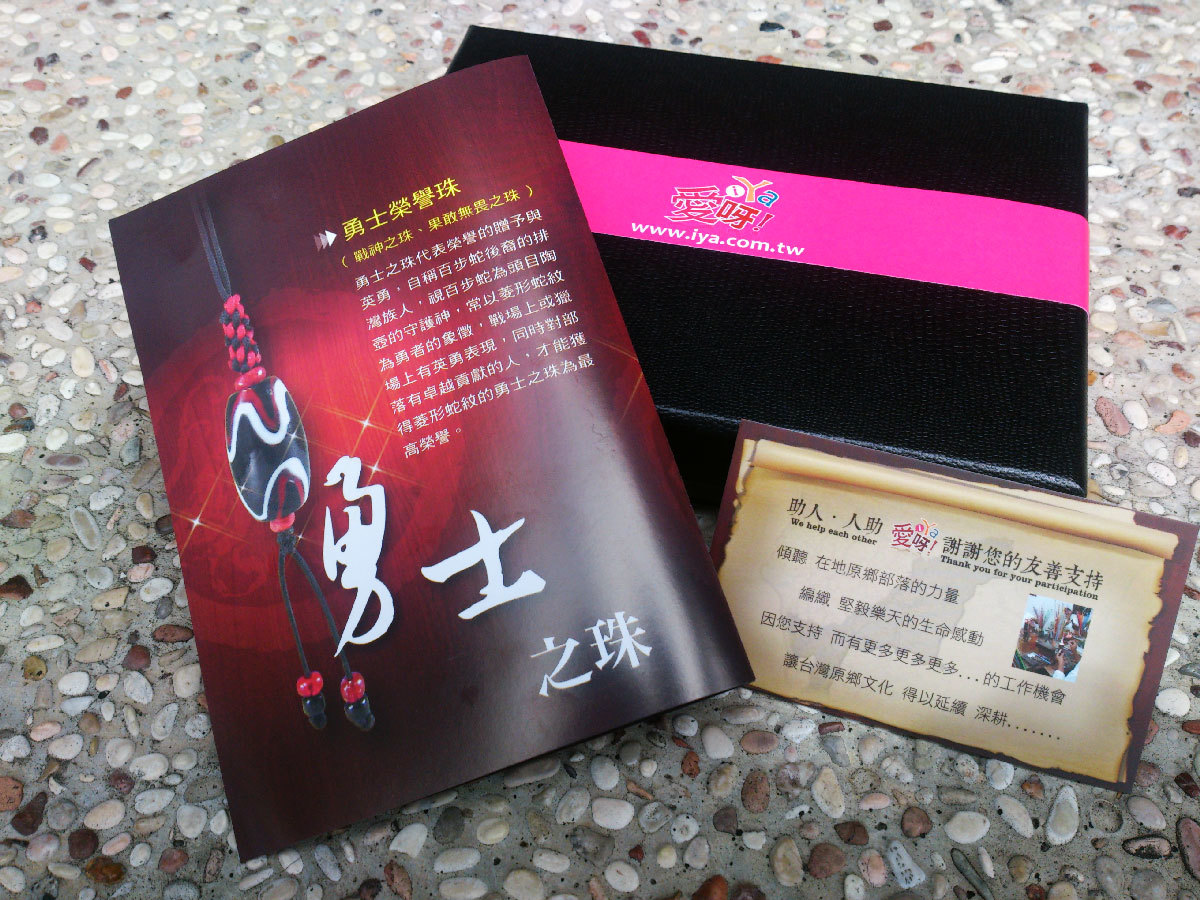 勇士榮譽珠
(戰神之珠、果敢無畏之珠)
勇士之珠代表榮譽的贈予與
英勇，自稱百步蛇後裔的排
灣族人，視百步蛇為頭目陶
壺的守護神，常以菱形蛇紋
為勇者的象徵，戰場上或獵
場上有英勇表現，同時對部
落有卓越貢獻的人，才能獲
得菱形蛇紋的勇士之珠為最
高榮譽。
勇士
之珠
iYa
愛呀!
www.iya.com.tw
助人．人助 愛呀! iYa 謝謝您的友善支持
We help each other Thank you for your participation
傾聽 在地原鄉部落的力量
編織 堅毅樂天的生命感動
因您支持 而有更多更多更多...的工作機會
讓台灣原鄉文化 得以延續 深耕.......